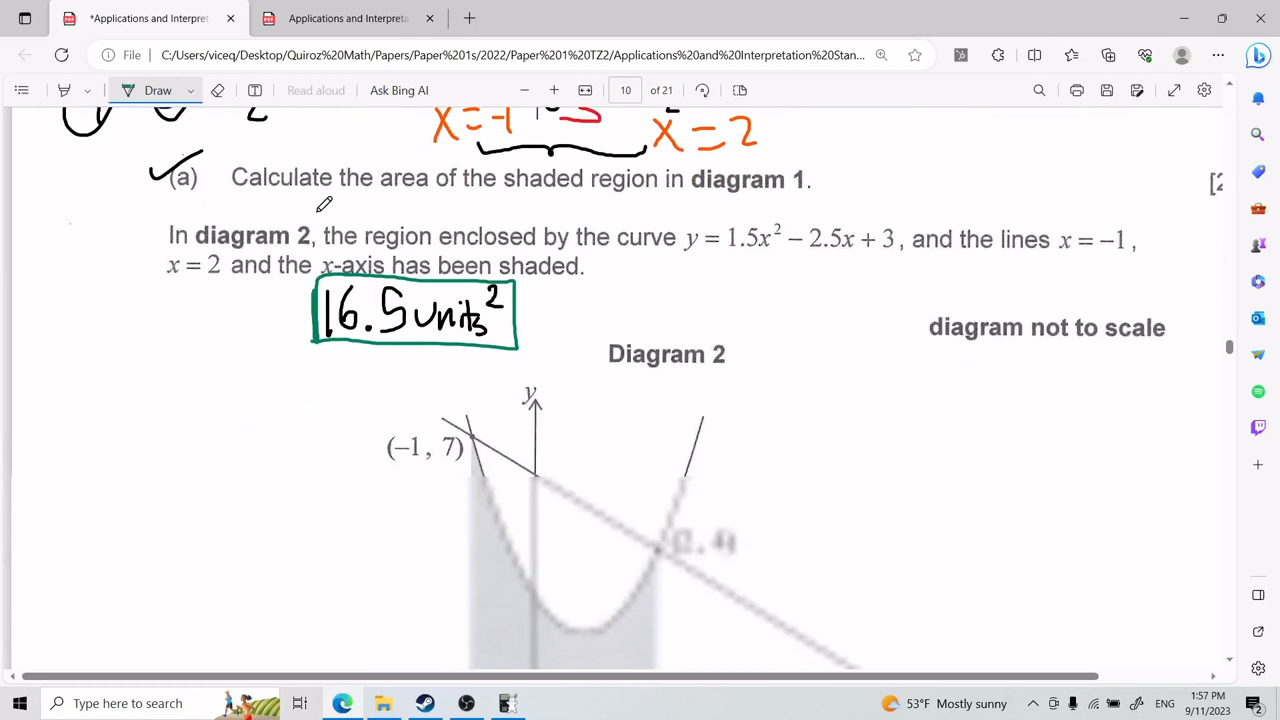 *Applications and Interpret
Applications and Interpret
File
C:/Users/viceq/Desktop/Quiroz%20Math/Papers/Paper%201s/2022/Paper%201%20TZ2/Applications%20and%20Interpretation%20Stan...
Draw
Read aloud
Ask Bing AI
10
of 21
x = -1
x = 2
(a) Calculate the area of the shaded region in diagram 1.
[2
In diagram 2, the region enclosed by the curve y = 1.5x² − 2.5x + 3, and the lines x = −1,
x = 2 and the x-axis has been shaded.
16.5 units²
diagram not to scale
Diagram 2
y
(−1, 7)
(2, 4)
Type here to search
53°F Mostly sunny
1:57 PM
9/11/2023
2